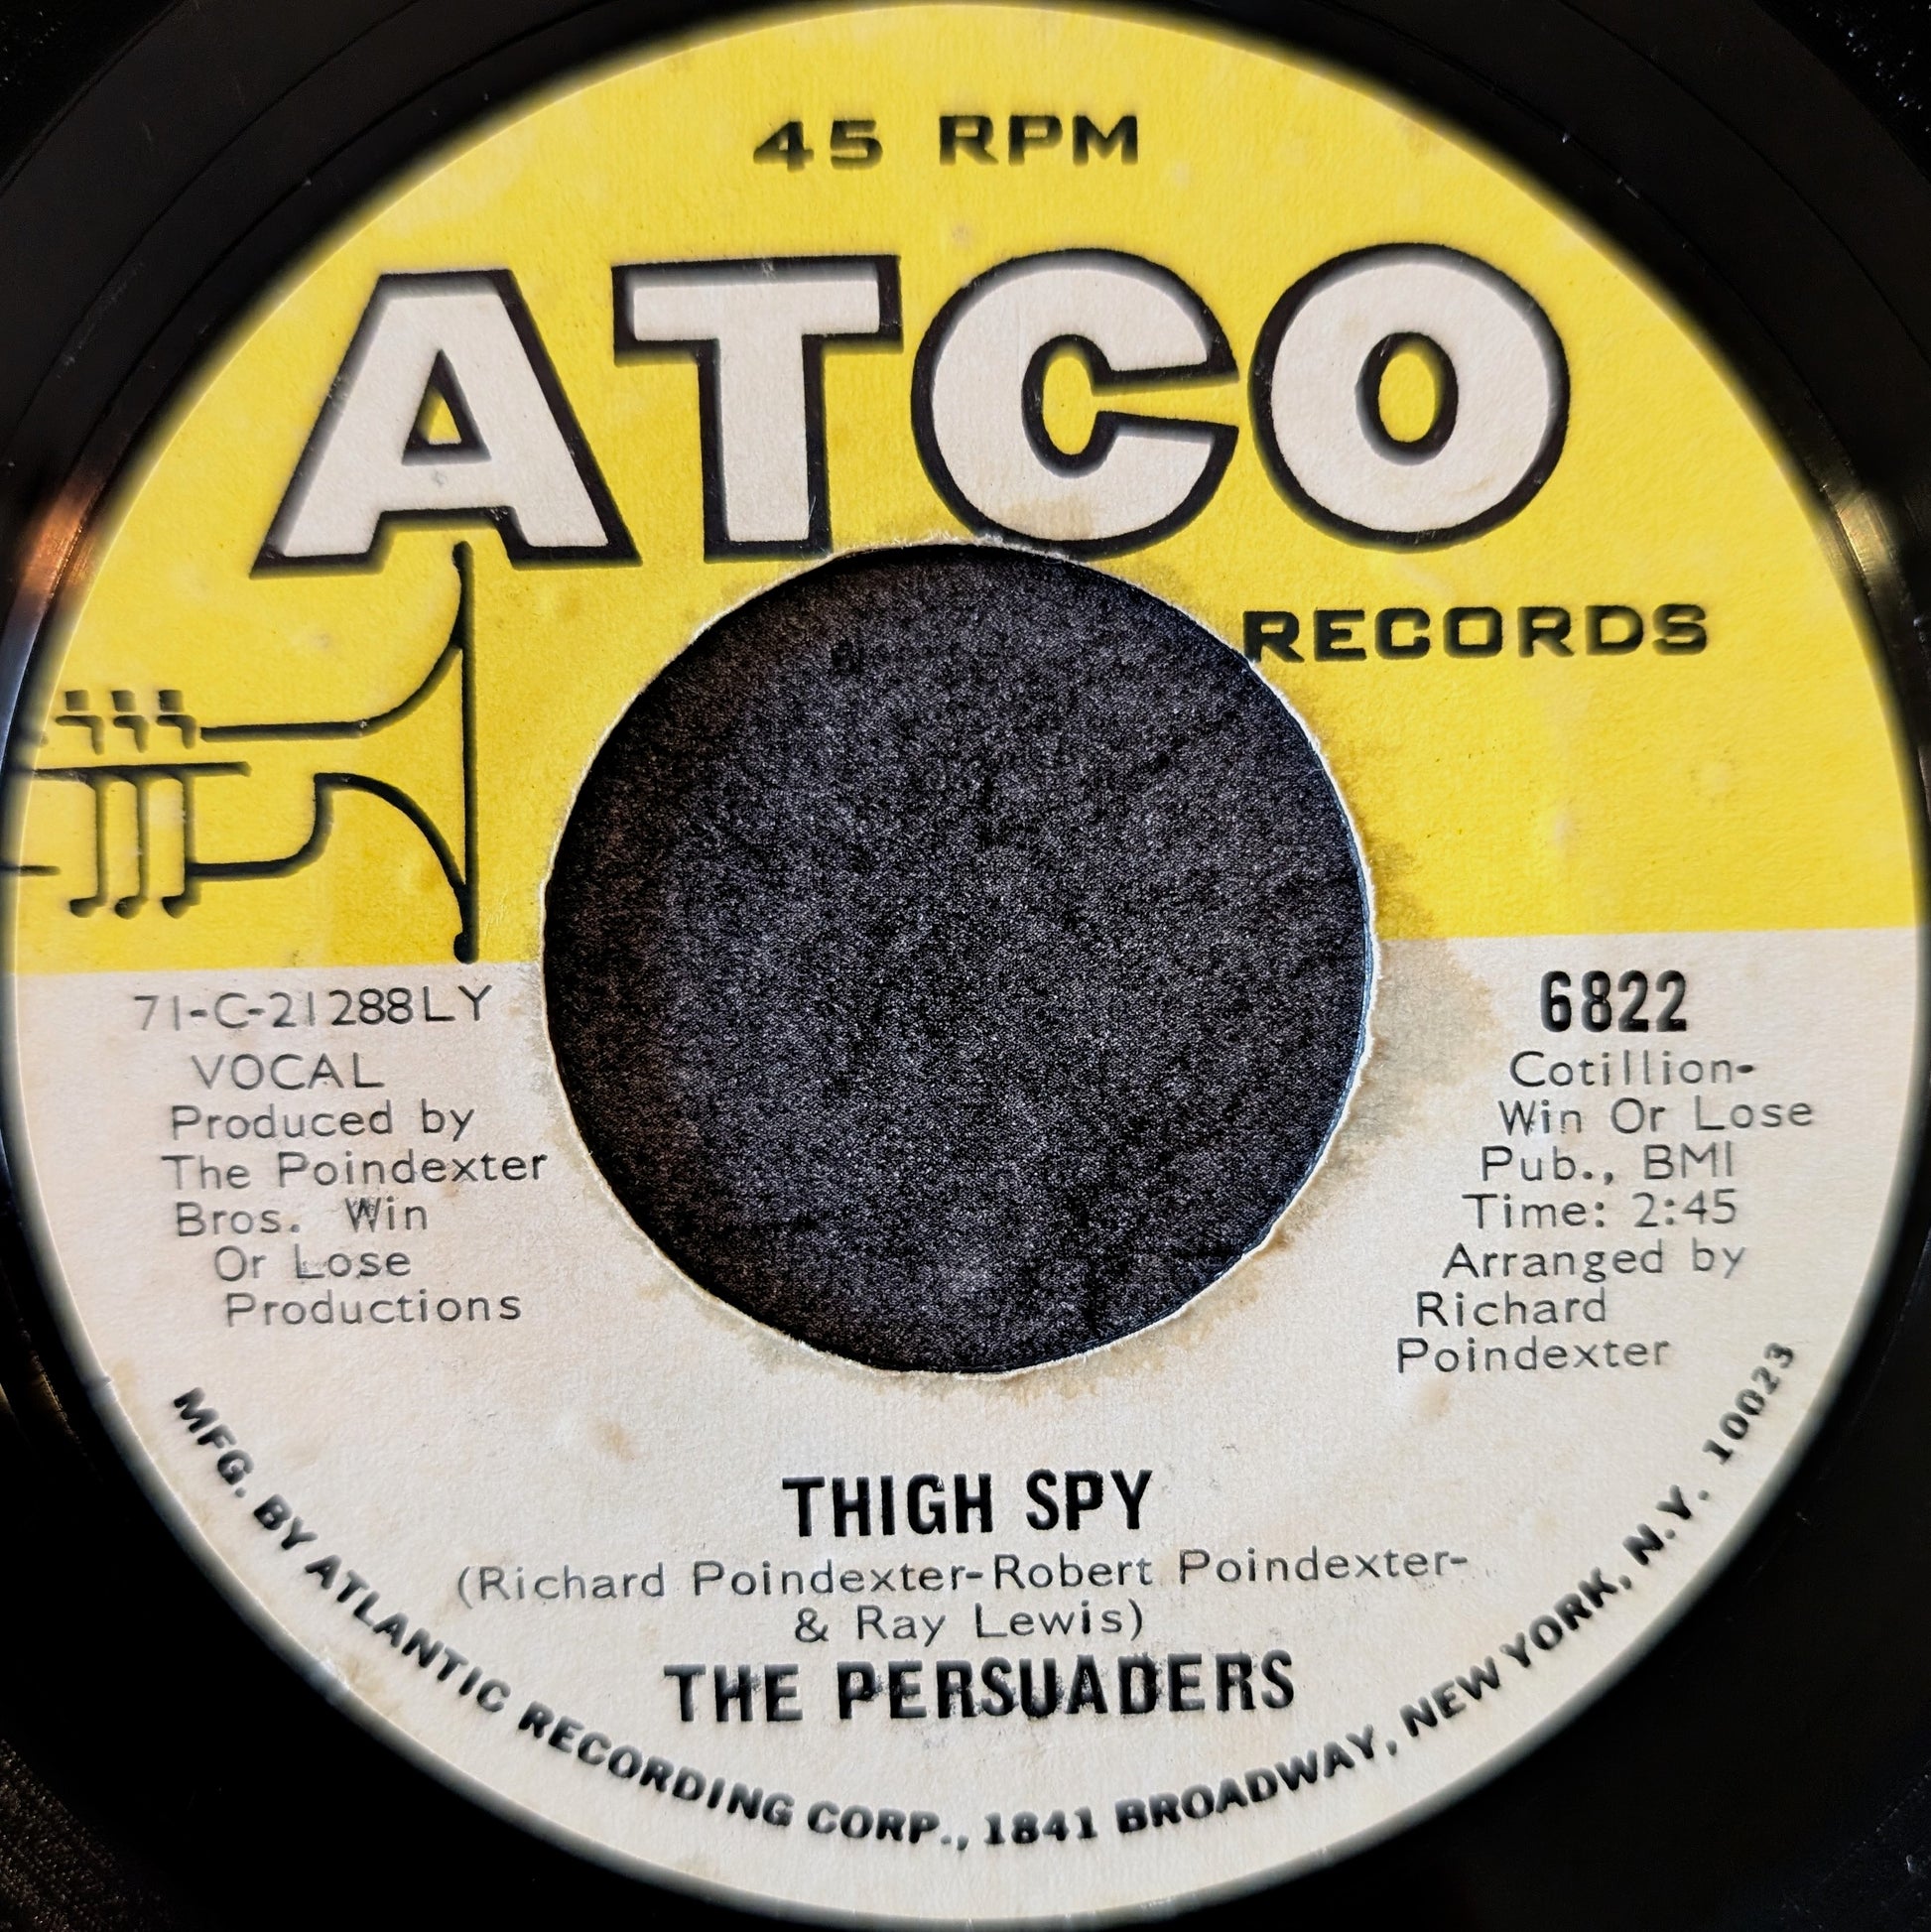 45 RPM
ATCO
RECORDS
71-C-21288LY
VOCAL
Produced by
The Poindexter
Bros. Win
Or Lose
Productions
6822
Cotillion-
Win Or Lose
Pub., BMI
Time: 2:45
Arranged by
Richard
Poindexter
THIGH SPY
(Richard Poindexter-Robert Poindexter-
& Ray Lewis)
THE PERSUADERS
MFG. BY ATLANTIC RECORDING CORP., 1841 BROADWAY, NEW YORK, N.Y. 10023